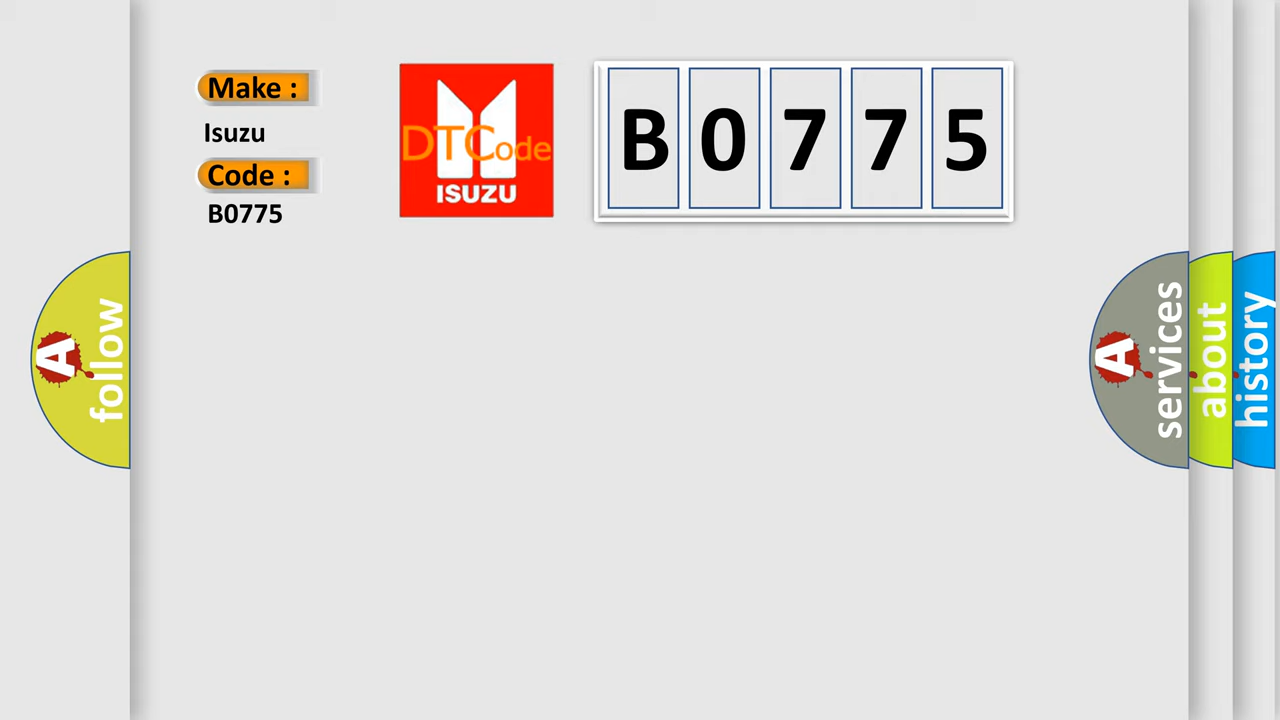 Make :
Isuzu
Code :
B0775
DTCode
ISUZU
B 0 7 7 5
A follow
A services
about
history